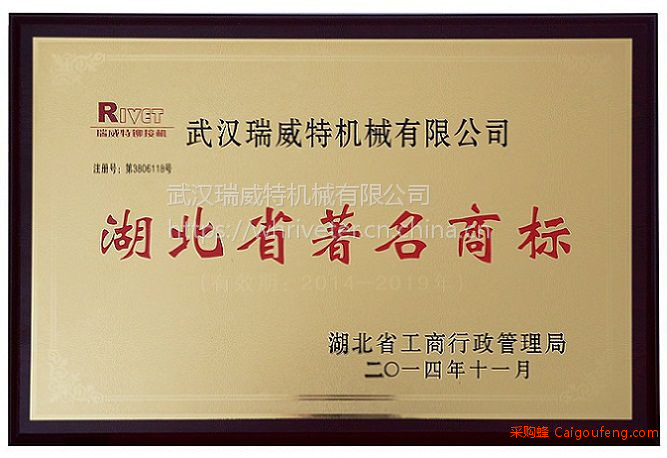 RIVET
瑞威特铆接机
武汉瑞威特机械有限公司
注册号：第3806118号
武汉瑞威特机械有限公司
湖北省著名商标
(有效期：2014—2019年)
湖北省工商行政管理局
二〇一四年十一月
采购蜂 Caigoufeng.com